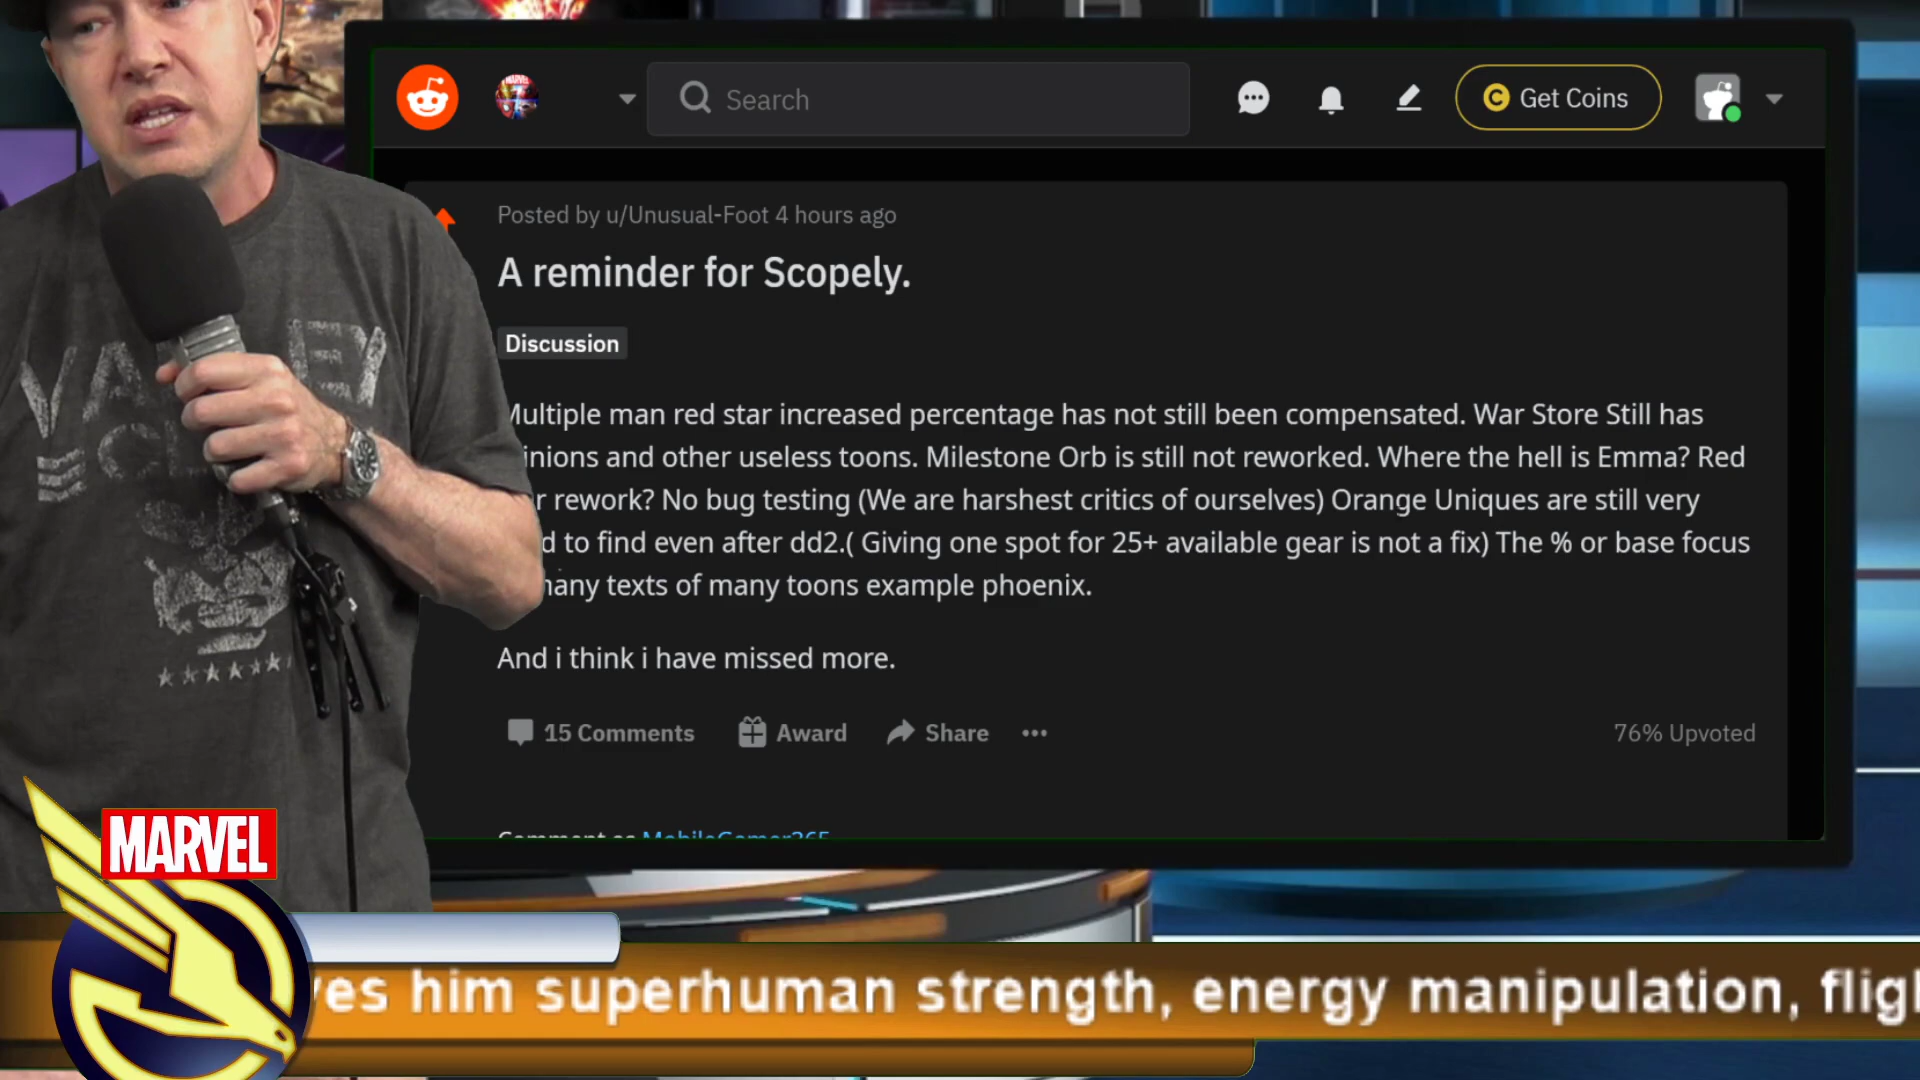 Search
Get Coins
Posted by u/Unusual-Foot 4 hours ago
A reminder for Scopely.
Discussion
Multiple man red star increased percentage has not still been compensated. War Store Still has
and other useless toons. Milestone Orb is still not reworked. Where the hell is Emma? Red
rework? No bug testing (We are harshest critics of ourselves) Orange Uniques are still very
to find even after dd2.( Giving one spot for 25+ available gear is not a fix) The % or base focus
many texts of many toons example phoenix.
And i think i have missed more.
15 Comments Award Share 76% Upvoted
MARVEL
him superhuman strength, energy manipulation,